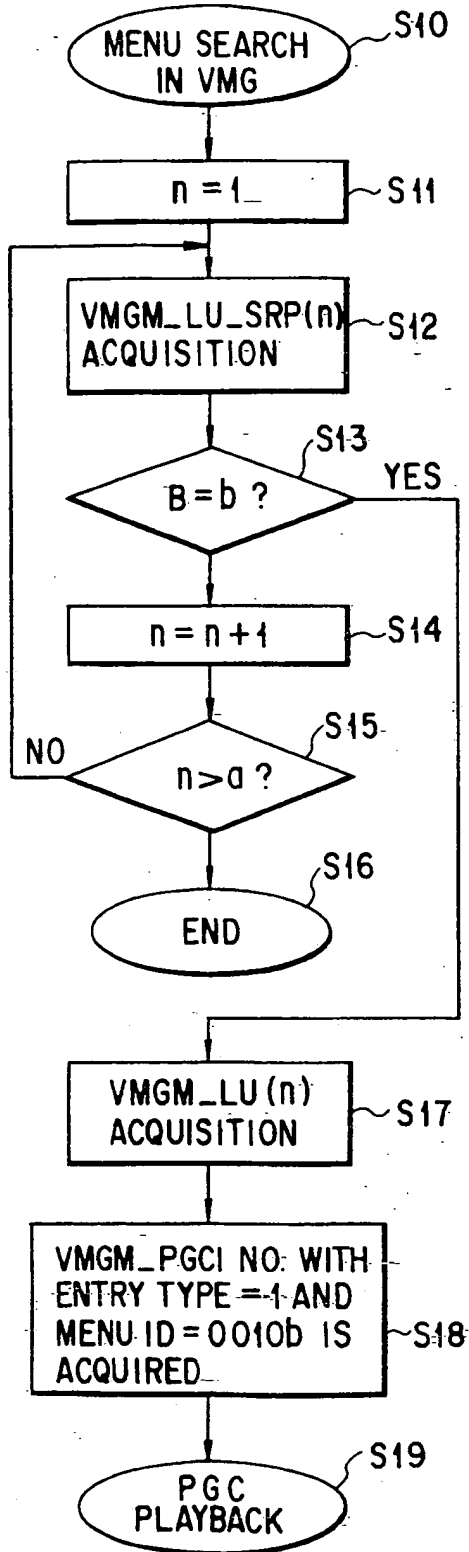 MENU SEARCH
IN VMG
S10
n = 1
S11
VMGM_LU_SRP(n)
ACQUISITION
S12
B = b ?
S13
YES
n = n + 1
S14
n > a ?
S15
NO
END
S16
VMGM_LU (n)
ACQUISITION
S17
VMGM_PGCI NO. WITH
ENTRY TYPE = 1 AND
MENU ID = 0010b IS
ACQUIRED
S18
PGC
PLAYBACK
S19